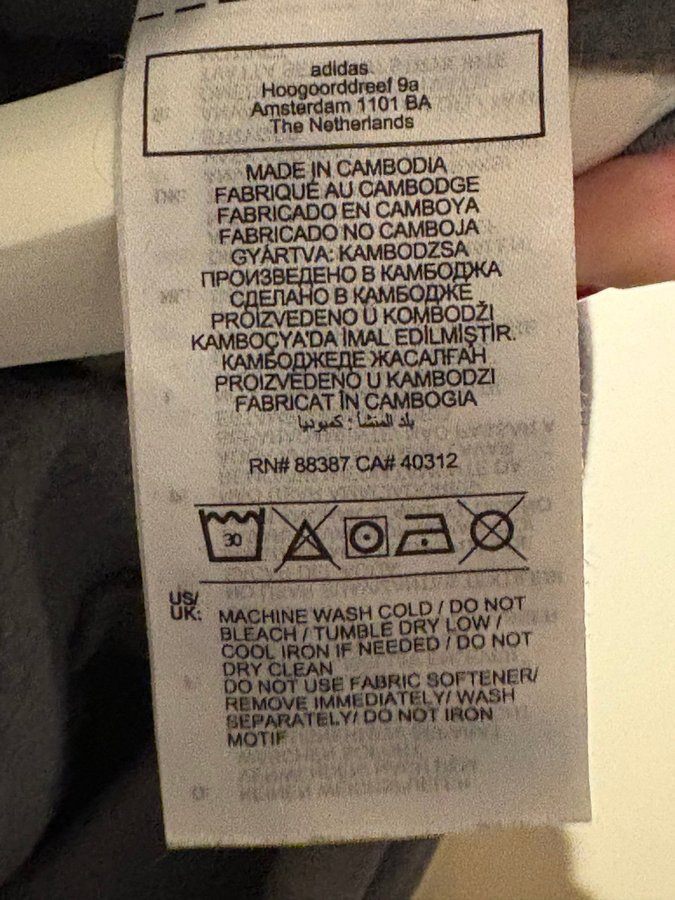 adidas
Hoogoorddreef 9a
Amsterdam 1101 BA
The Netherlands
MADE IN CAMBODIA
FABRIQUÉ AU CAMBODGE
FABRICADO EN CAMBOYA
FABRICADO NO CAMBOJA
GYÁRTVA: KAMBODZSA
ПРОИЗВЕДЕНО В КАМБОДЖА
СДЕЛАНО В КАМБОДЖЕ
PROIZVEDENO U KOMBODŽI
KAMBOÇYA'DA İMAL EDİLMİŞTİR.
КАМБОДЖЕДЕ ЖАСАЛҒАН
PROIZVEDENO U KAMBODZI
FABRICAT ÎN CAMBOGIA
بلد المنشأ : كمبوديا
RN# 88387 CA# 40312
30
US/
UK:
MACHINE WASH COLD / DO NOT
BLEACH / TUMBLE DRY LOW /
COOL IRON IF NEEDED / DO NOT
DRY CLEAN
DO NOT USE FABRIC SOFTENER/
REMOVE IMMEDIATELY/ WASH
SEPARATELY/ DO NOT IRON
MOTIF